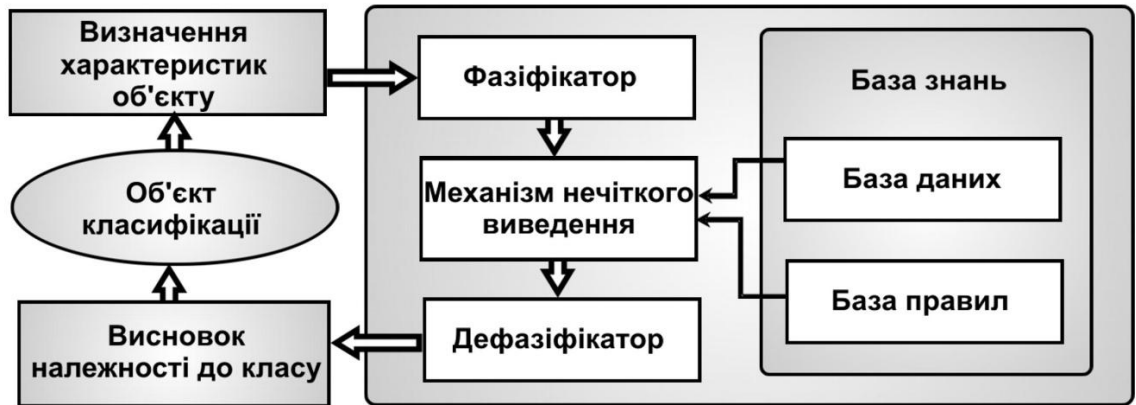 Визначення
характеристик
об'єкту
Фазіфікатор
База знань
Об'єкт
класифікації
Механізм нечіткого
виведення
База даних
База правил
Висновок
належності до класу
Дефазіфікатор